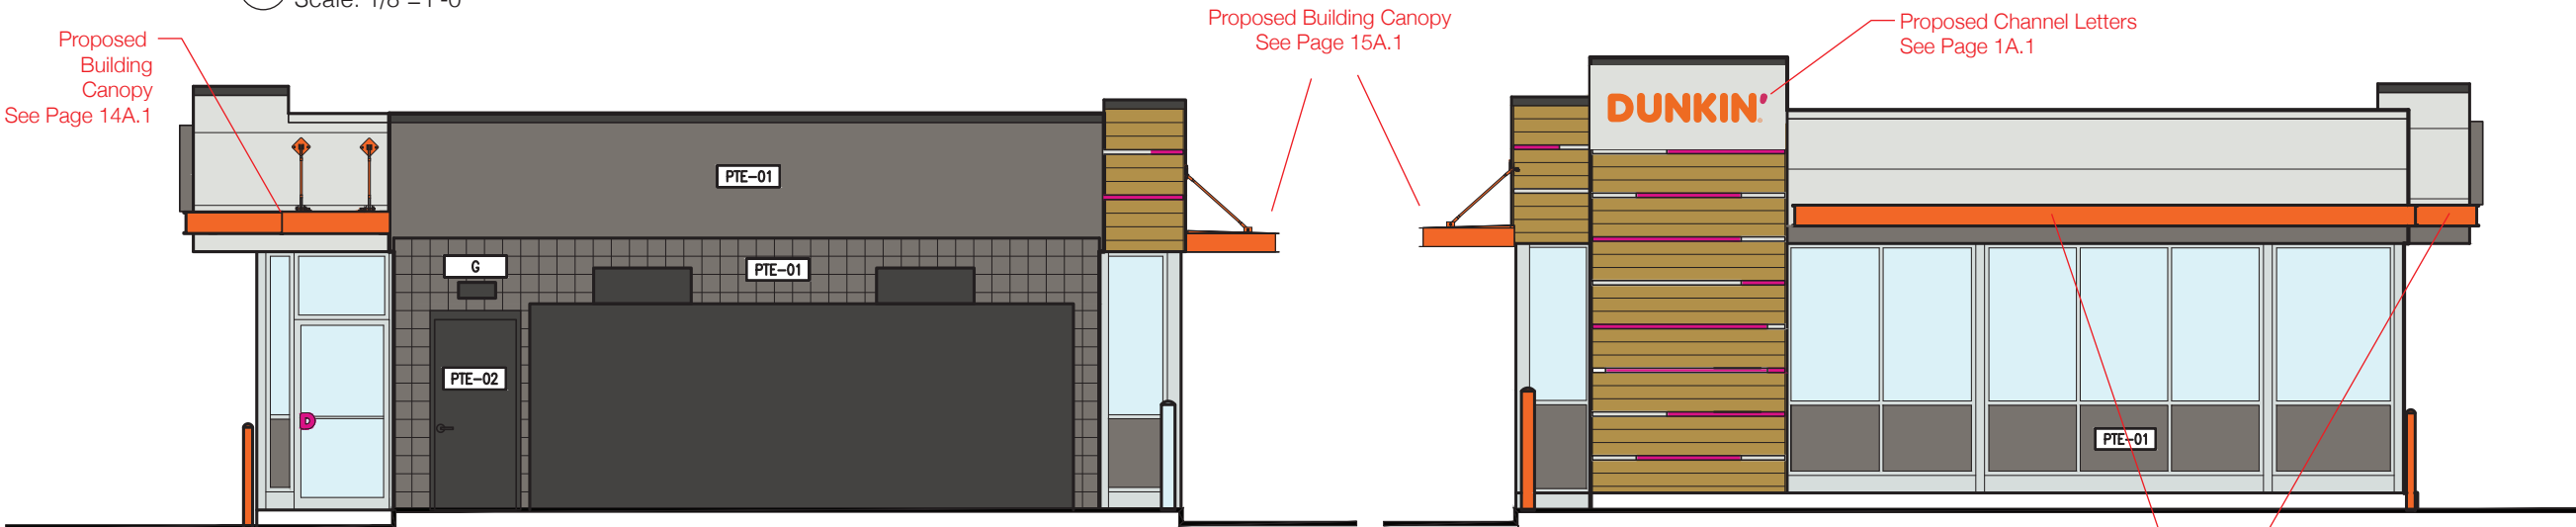 Scale: 1/8"=1'-0"
Proposed
Building
Canopy
See Page 14A.1
Proposed Building Canopy
See Page 15A.1
Proposed Channel Letters
See Page 1A.1
DUNKIN'
PTE-01
G
PTE-01
PTE-02
D
PTE-01